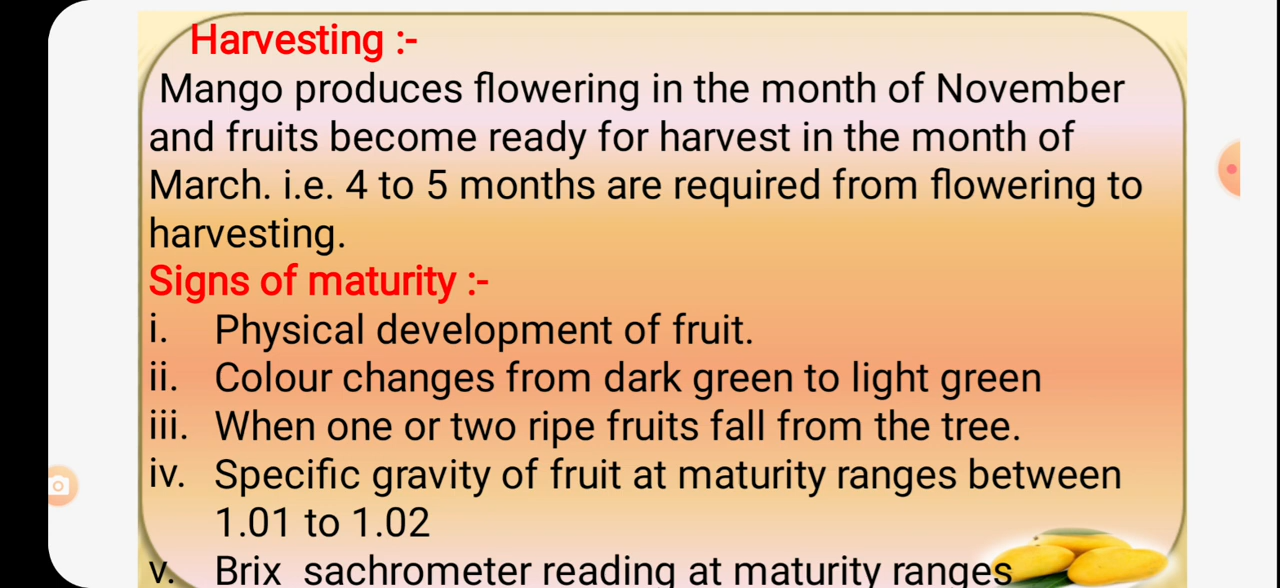 Harvesting :-
Mango produces flowering in the month of November
and fruits become ready for harvest in the month of
March. i.e. 4 to 5 months are required from flowering to
harvesting.
Signs of maturity :-
i. Physical development of fruit.
ii. Colour changes from dark green to light green
iii. When one or two ripe fruits fall from the tree.
iv. Specific gravity of fruit at maturity ranges between
1.01 to 1.02
v. Brix sachrometer reading at maturity ranges